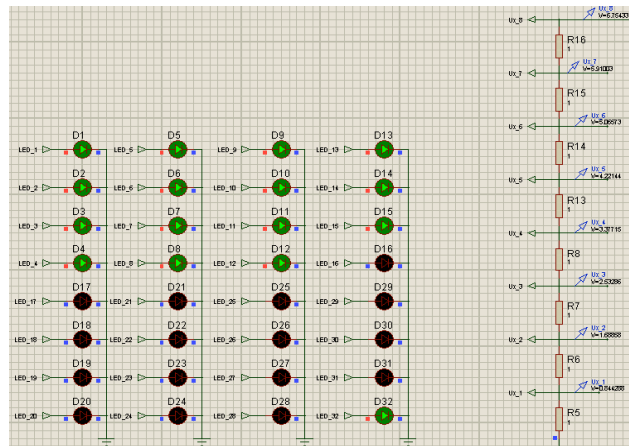 Ux_8
Ux_8
V=6.75433
R16
1
Ux_7
Ux_7
V=5.91003
R15
1
Ux_6
Ux_6
V=5.06573
R14
1
Ux_5
Ux_5
V=4.22144
R13
1
Ux_4
Ux_4
V=3.37715
R8
1
Ux_3
Ux_3
V=2.53286
R7
1
Ux_2
Ux_2
V=1.68858
R6
1
Ux_1
Ux_1
V=0.844288
R5
1
D1 D5 D9 D13
LED_1 LED_5 LED_9 LED_13
D2 D6 D10 D14
LED_2 LED_6 LED_10 LED_14
D3 D7 D11 D15
LED_3 LED_7 LED_11 LED_15
D4 D8 D12 D16
LED_4 LED_8 LED_12 LED_16
D17 D21 D25 D29
LED_17 LED_21 LED_25 LED_29
D18 D22 D26 D30
LED_18 LED_22 LED_26 LED_30
D19 D23 D27 D31
LED_19 LED_23 LED_27 LED_31
D20 D24 D28 D32
LED_20 LED_24 LED_28 LED_32